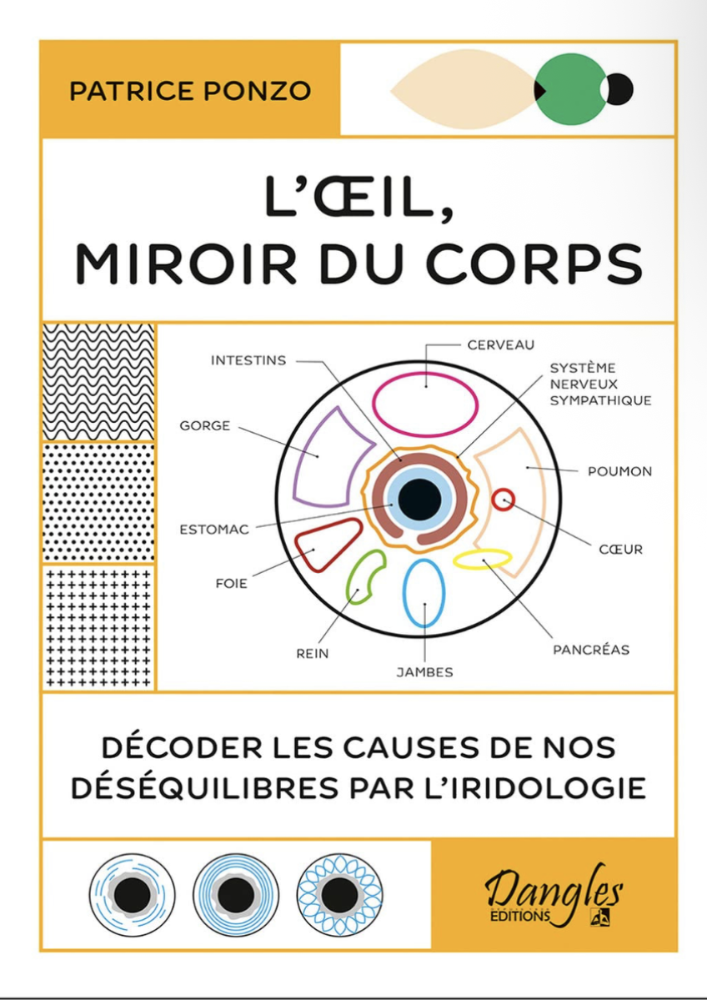 PATRICE PONZO
L'ŒIL,
MIROIR DU CORPS
CERVEAU
INTESTINS
SYSTÈME
NERVEUX
SYMPATHIQUE
GORGE
POUMON
ESTOMAC
CŒUR
FOIE
REIN
PANCRÉAS
JAMBES
DÉCODER LES CAUSES DE NOS
DÉSÉQUILIBRES PAR L'IRIDOLOGIE
Dangles
EDITIONS